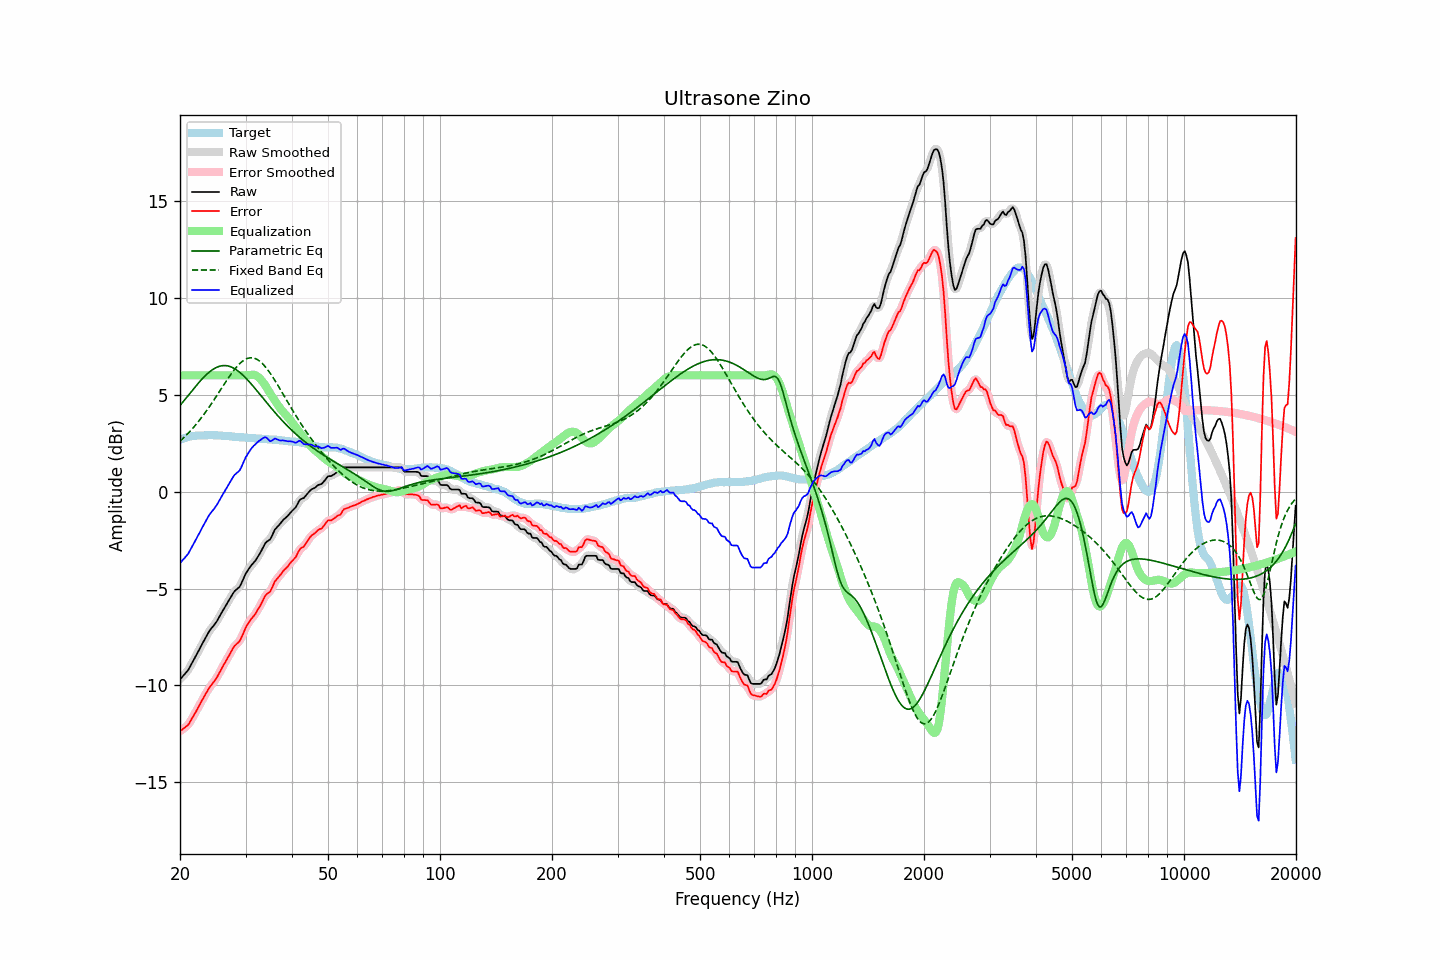 Ultrasone Zino
Target
Raw Smoothed
Error Smoothed
Raw
Error
Equalization
Parametric Eq
Fixed Band Eq
Equalized
Amplitude (dBr)
15
10
5
0
−5
−10
−15
20
50
100
200
500
1000
2000
5000
10000
20000
Frequency (Hz)